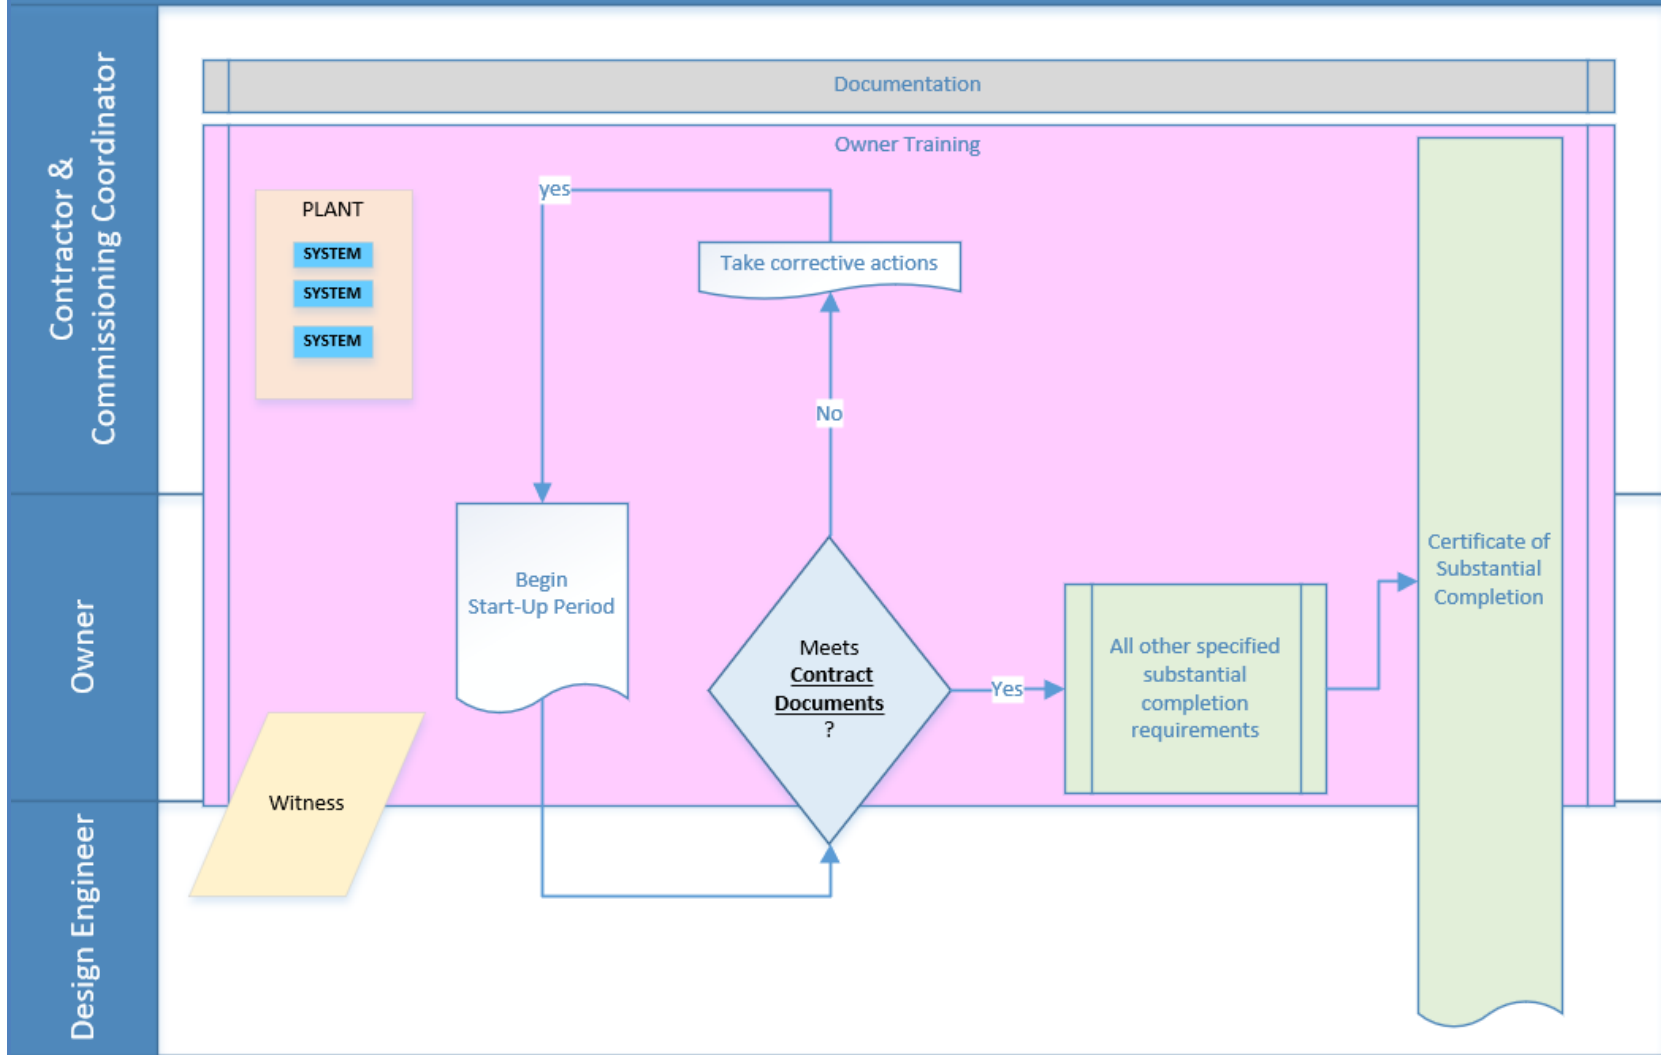 Contractor &
Commissioning Coordinator
Documentation
Owner Training
PLANT
SYSTEM
SYSTEM
SYSTEM
yes
Take corrective actions
No
Owner
Begin
Start-Up Period
Meets
Contract
Documents
?
Yes
All other specified
substantial
completion
requirements
Certificate of
Substantial
Completion
Design Engineer
Witness